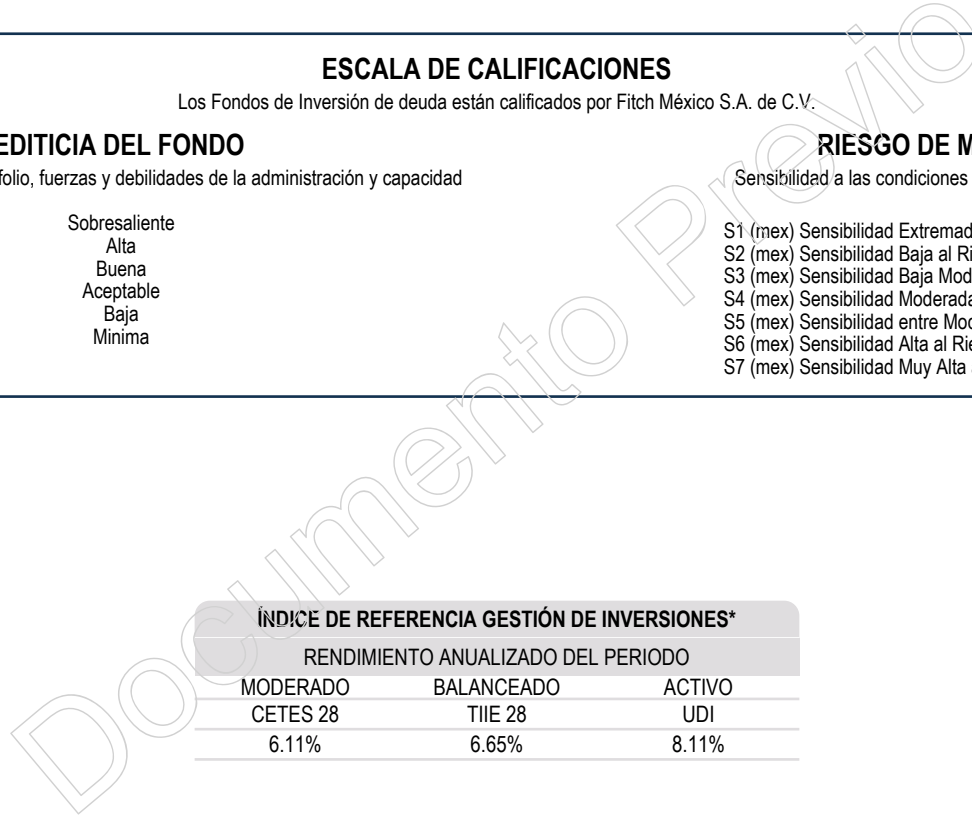 ESCALA DE CALIFICACIONES
Los Fondos de Inversión de deuda están calificados por Fitch México S.A. de C.V.
EDITICIA DEL FONDO
folio, fuerzas y debilidades de la administración y capacidad
Sobresaliente
Alta
Buena
Aceptable
Baja
Minima
RIESGO DE M
Sensibilidad a las condiciones
S1 (mex) Sensibilidad Extremad
S2 (mex) Sensibilidad Baja al Ri
S3 (mex) Sensibilidad Baja Mod
S4 (mex) Sensibilidad Moderada
S5 (mex) Sensibilidad entre Mod
S6 (mex) Sensibilidad Alta al Rie
S7 (mex) Sensibilidad Muy Alta
ÍNDICE DE REFERENCIA GESTIÓN DE INVERSIONES*
RENDIMIENTO ANUALIZADO DEL PERIODO
MODERADO BALANCEADO ACTIVO
CETES 28 TIIE 28 UDI
6.11% 6.65% 8.11%
Documento Previo